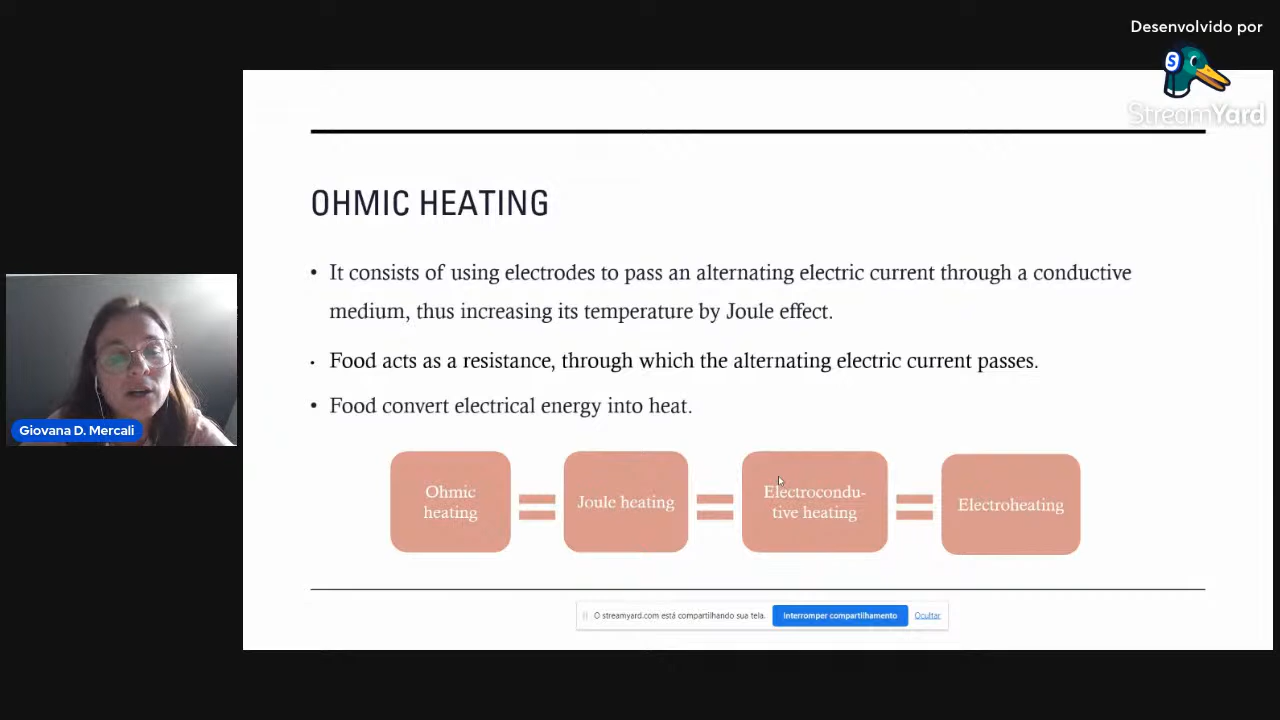 Desenvolvido por
StreamYard
OHMIC HEATING
• It consists of using electrodes to pass an alternating electric current through a conductive
medium, thus increasing its temperature by Joule effect.
• Food acts as a resistance, through which the alternating electric current passes.
• Food convert electrical energy into heat.
Ohmic
heating
=
Joule heating
=
Electrocondu-
tive heating
=
Electroheating
Giovana D. Mercali
O streamyard.com está compartilhando sua tela.
Interromper compartilhamento
Ocultar